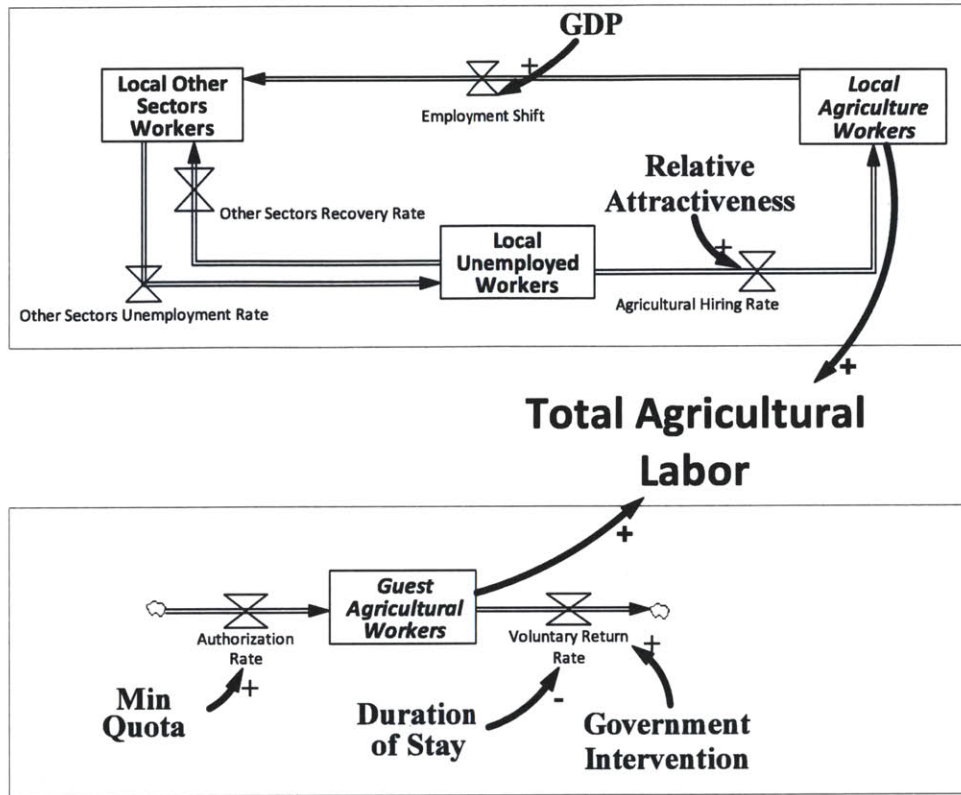 GDP
+
Local Other
Sectors
Workers
Employment Shift
Local
Agriculture
Workers
Relative
Attractiveness
+
Other Sectors Recovery Rate
Local
Unemployed
Workers
Other Sectors Unemployment Rate
Agricultural Hiring Rate
+
Total Agricultural
Labor
+
Guest
Agricultural
Workers
Authorization
Rate
+
Voluntary Return
Rate
+
-
Min
Quota
Duration
of Stay
Government
Intervention